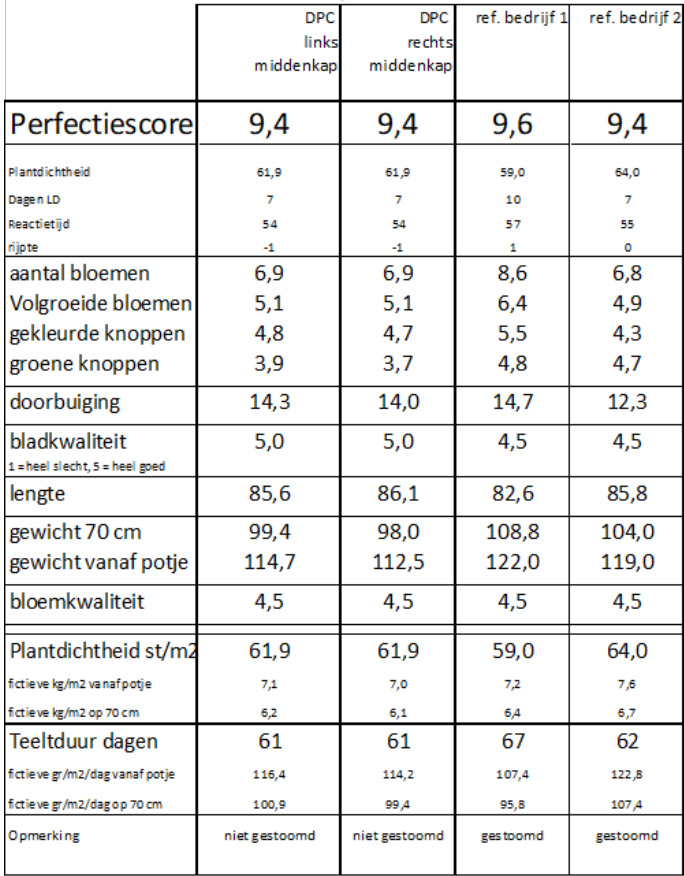 DPC links middenkap DPC rechts middenkap ref. bedrijf 1 ref. bedrijf 2
Perfectiescore 9,4 9,4 9,6 9,4
Plantdichtheid 61,9 61,9 59,0 64,0
Dagen LD 7 7 10 7
Reactietijd 54 54 57 55
rijpte -1 -1 1 0
aantal bloemen 6,9 6,9 8,6 6,8
Volgroeide bloemen 5,1 5,1 6,4 4,9
gekleurde knoppen 4,8 4,7 5,5 4,3
groene knoppen 3,9 3,7 4,8 4,7
doorbuiging 14,3 14,0 14,7 12,3
bladkwaliteit 5,0 5,0 4,5 4,5
1 = heel slecht, 5 = heel goed
lengte 85,6 86,1 82,6 85,8
gewicht 70 cm 99,4 98,0 108,8 104,0
gewicht vanaf potje 114,7 112,5 122,0 119,0
bloemkwaliteit 4,5 4,5 4,5 4,5
Plantdichtheid st/m2 61,9 61,9 59,0 64,0
fictieve kg/m2 vanaf potje 7,1 7,0 7,2 7,6
fictieve kg/m2 op 70 cm 6,2 6,1 6,4 6,7
Teeltduur dagen 61 61 67 62
fictieve gr/m2/dag vanaf potje 116,4 114,2 107,4 122,8
fictieve gr/m2/dag op 70 cm 100,9 99,4 95,8 107,4
Opmerking niet gestoomd niet gestoomd gestoomd gestoomd